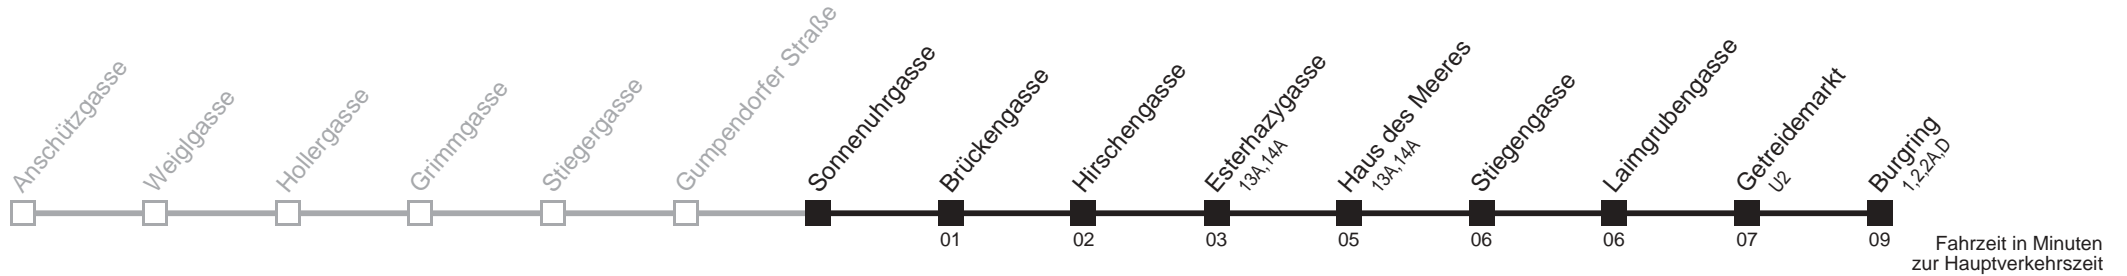 Anschützgasse
Weiglgasse
Hollergasse
Grimmgasse
Stiegergasse
Gumpendorfer Straße
Sonnenuhrgasse
Brückengasse
01
Hirschengasse
02
Esterhazygasse
13A,14A
03
Haus des Meeres
13A,14A
05
Stiegengasse
06
Laimgrubengasse
06
Getreidemarkt
U2
07
Burgring
1,2,2A,D
09
Fahrzeit in Minuten
zur Hauptverkehrszeit